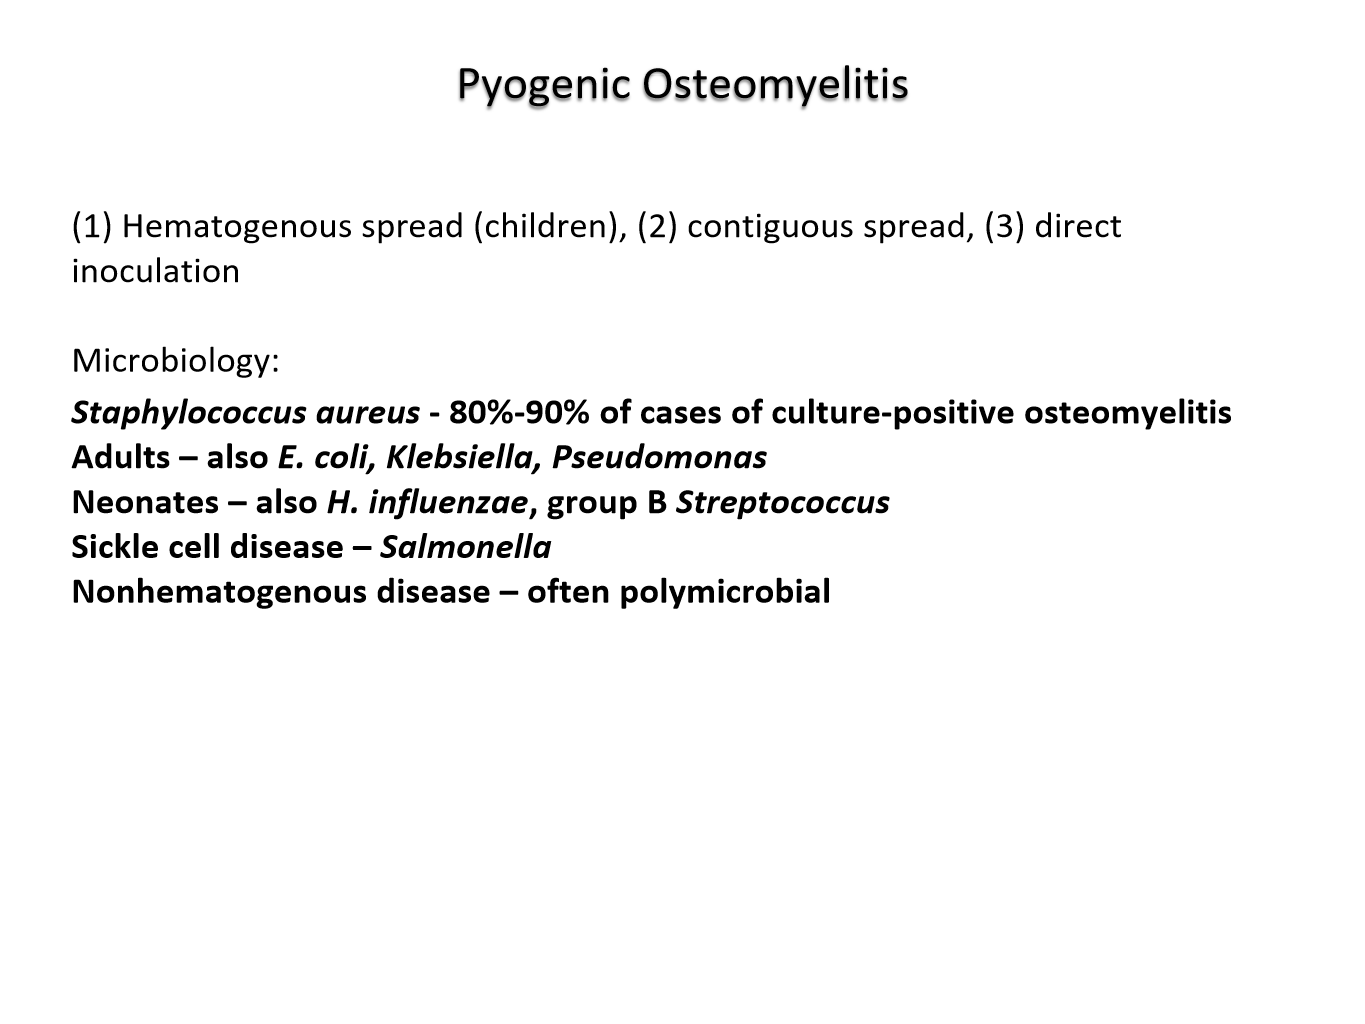 Pyogenic Osteomyelitis
(1) Hematogenous spread (children), (2) contiguous spread, (3) direct
inoculation
Microbiology:
Staphylococcus aureus - 80%-90% of cases of culture-positive osteomyelitis
Adults – also E. coli, Klebsiella, Pseudomonas
Neonates – also H. influenzae, group B Streptococcus
Sickle cell disease – Salmonella
Nonhematogenous disease – often polymicrobial